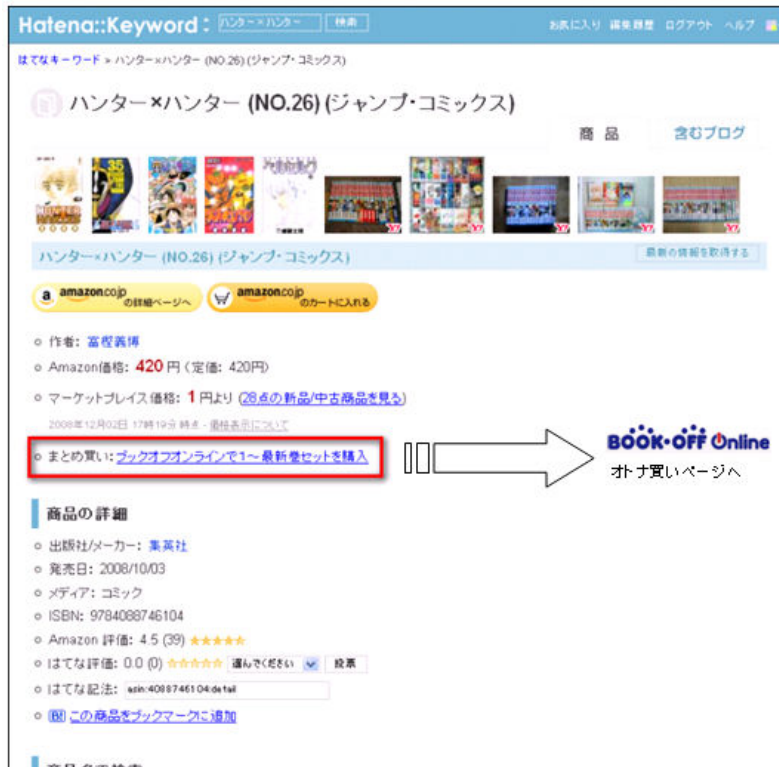 Hatena::Keyword: ハンター×ハンター 検索 お気に入り 編集履歴 ログアウト ヘルプ
はてなキーワード > ハンター×ハンター (NO.26) (ジャンプ・コミックス)
ハンター×ハンター (NO.26) (ジャンプ・コミックス)
商品 含むブログ
ハンター×ハンター (NO.26) (ジャンプ・コミックス) 最新の情報を取得する
a amazon.co.jp の詳細ページへ amazon.co.jp のカートに入れる
作者: 富樫義博
Amazon価格: 420 円 (定価: 420円)
マーケットプレイス価格: 1 円より (28点の新品/中古商品を見る)
2008年12月02日 17時19分 時点 - 価格表示について
まとめ買い: ブックオフオンラインで1～最新巻セットを購入
BOOK・OFF Online
オトナ買いページへ
商品の詳細
出版社/メーカー: 集英社
発売日: 2008/10/03
メディア: コミック
ISBN: 9784088746104
Amazon 評価: 4.5 (39) ★★★★★
はてな評価: 0.0 (0) ☆☆☆☆☆ 選んでください 投票
はてな記法: asin:4088746104:detail
B! この商品をブックマークに追加